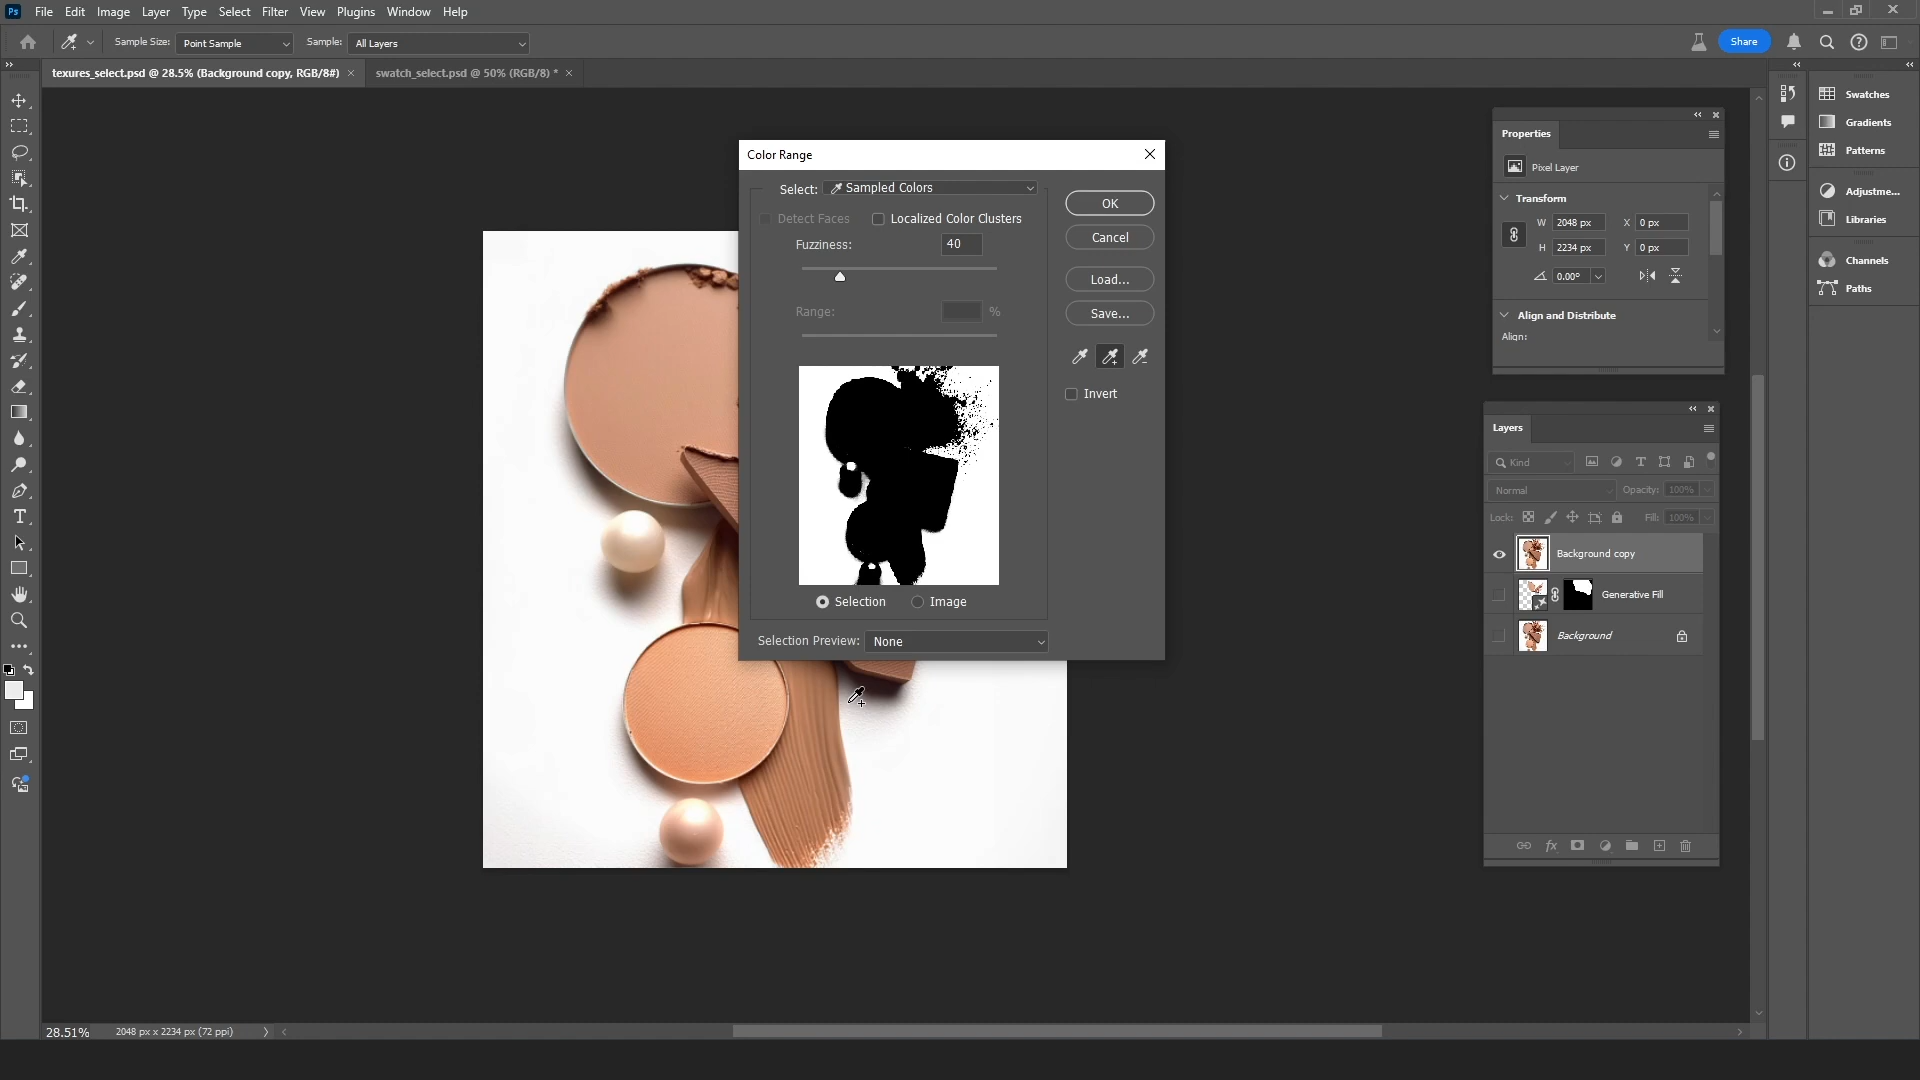 Ps File Edit Image Layer Type Select Filter View Plugins Window Help
Sample Size: Point Sample Sample: All Layers Share
texures_select.psd @ 28.5% (Background copy, RGB/8#) × swatch_select.psd @ 50% (RGB/8) * ×
Color Range
Select: Sampled Colors
Detect Faces Localized Color Clusters
Fuzziness: 40
Range: %
Selection Image
Selection Preview: None
OK
Cancel
Load...
Save...
Invert
Properties
Pixel Layer
Transform
W 2048 px X 0 px
H 2234 px Y 0 px
0.00°
Align and Distribute
Align:
Layers
Kind
Normal Opacity: 100%
Lock: Fill: 100%
Background copy
Generative Fill
Background
fx
Swatches
Gradients
Patterns
Adjustme...
Libraries
Channels
Paths
28.51% 2048 px x 2234 px (72 ppi)